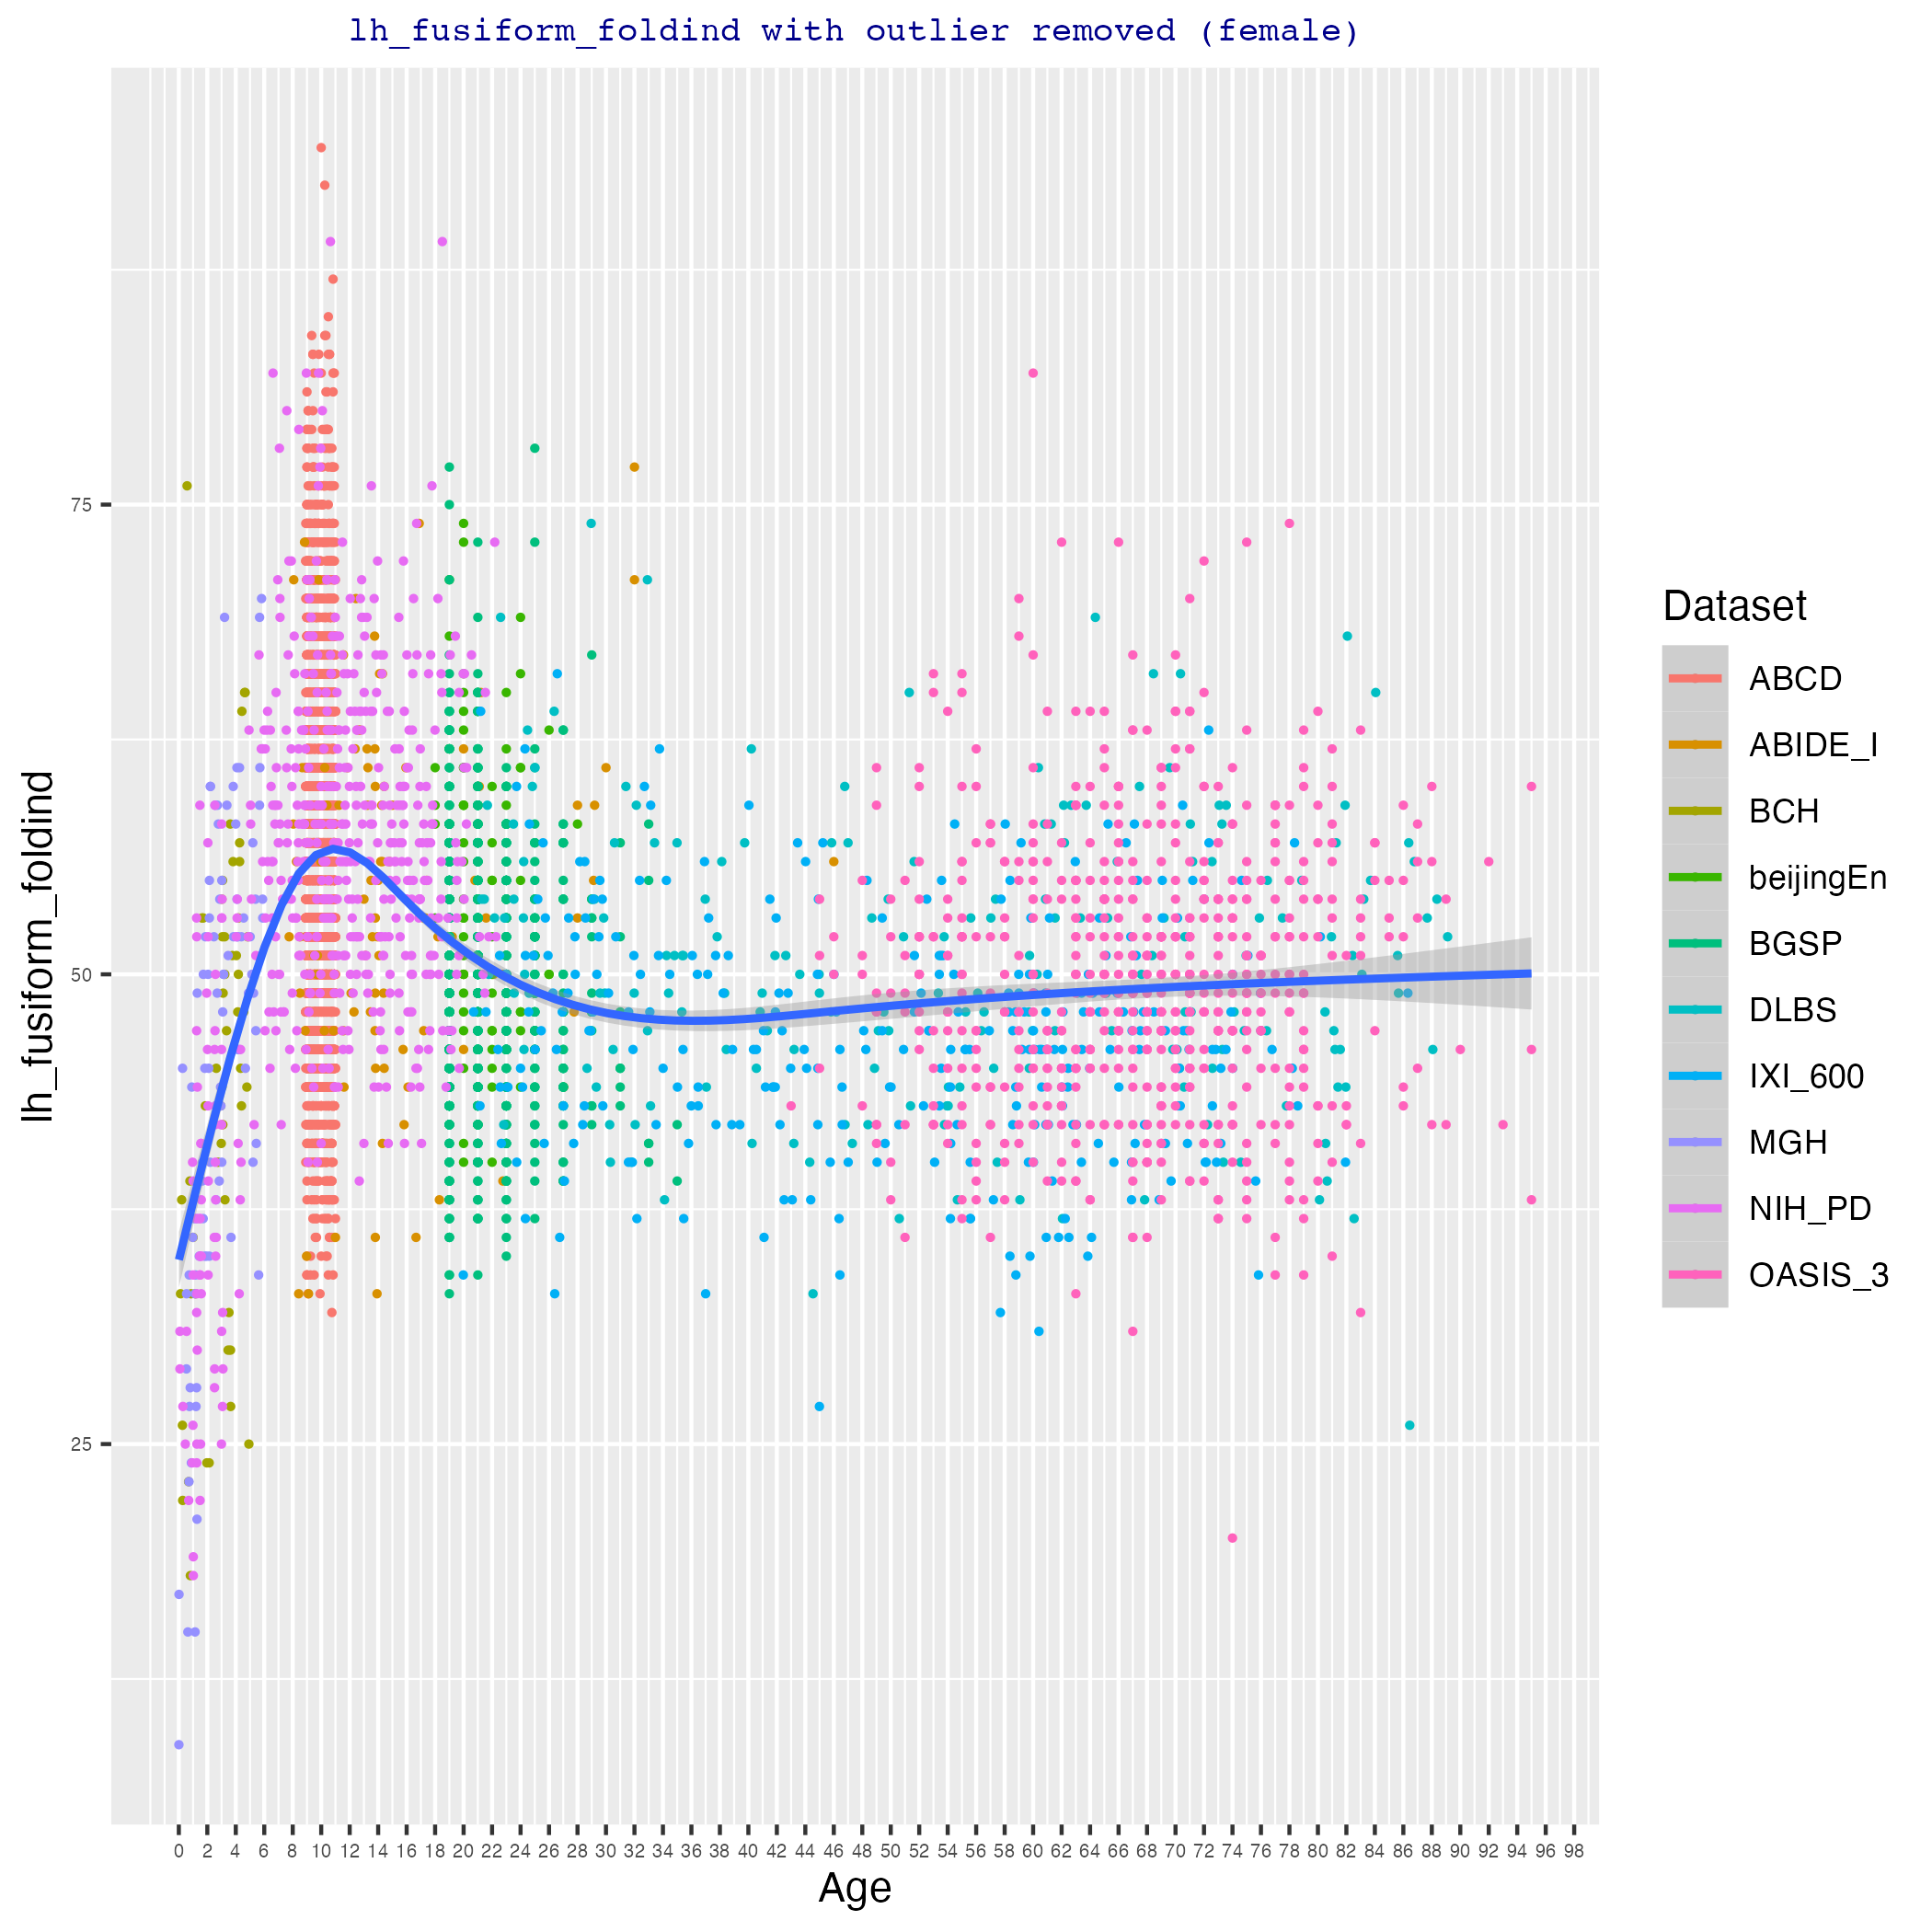 lh_fusiform_foldind with outlier removed (female)
lh_fusiform_foldind
75
50
25
0 2 4 6 8 10 12 14 16 18 20 22 24 26 28 30 32 34 36 38 40 42 44 46 48 50 52 54 56 58 60 62 64 66 68 70 72 74 76 78 80 82 84 86 88 90 92 94 96 98
Age
Dataset
ABCD
ABIDE_I
BCH
beijingEn
BGSP
DLBS
IXI_600
MGH
NIH_PD
OASIS_3